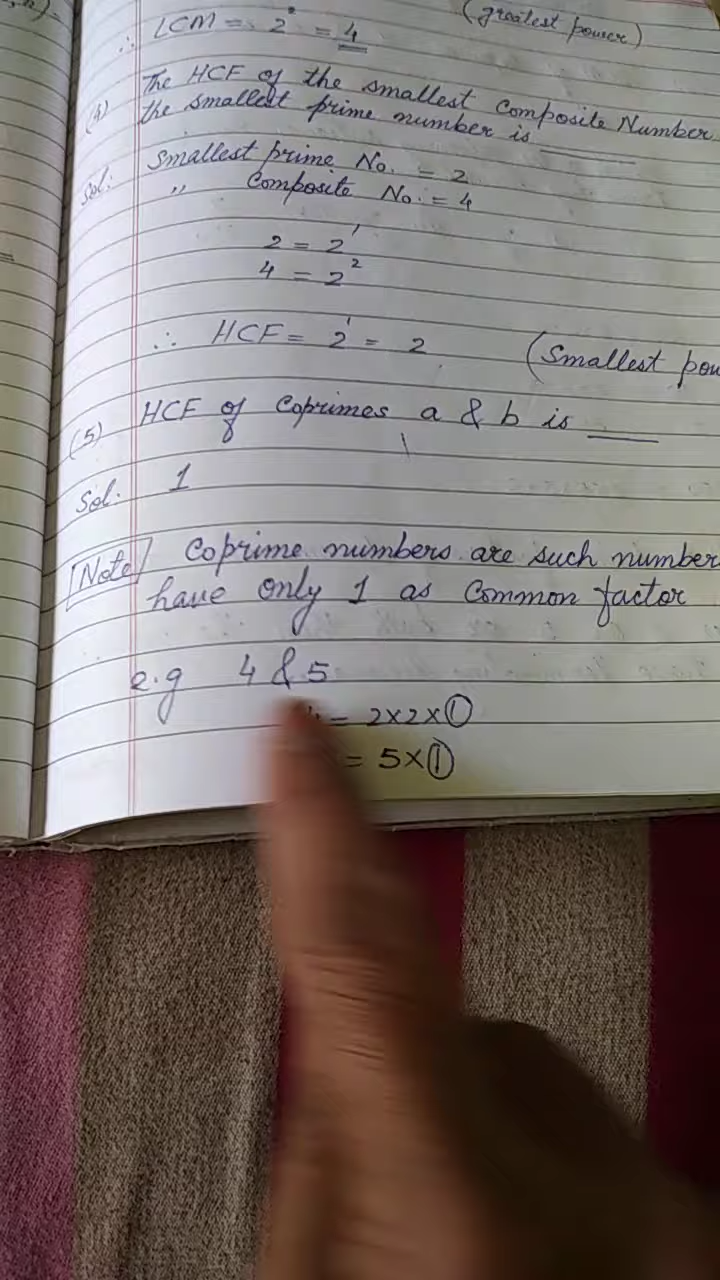 (greatest power)
∴ LCM = 2² = 4
(4) The HCF of the smallest Composite Number
the smallest prime number is ______
Sol: Smallest prime No. = 2
,, Composite No. = 4
2 = 2¹
4 = 2²
∴ HCF = 2¹ = 2 (Smallest pow
(5) HCF of Coprimes a & b is ____
Sol. 1
[Note] Coprime numbers are such number
have only 1 as Common factor
e.g 4 & 5
= 2×2×①
= 5×①